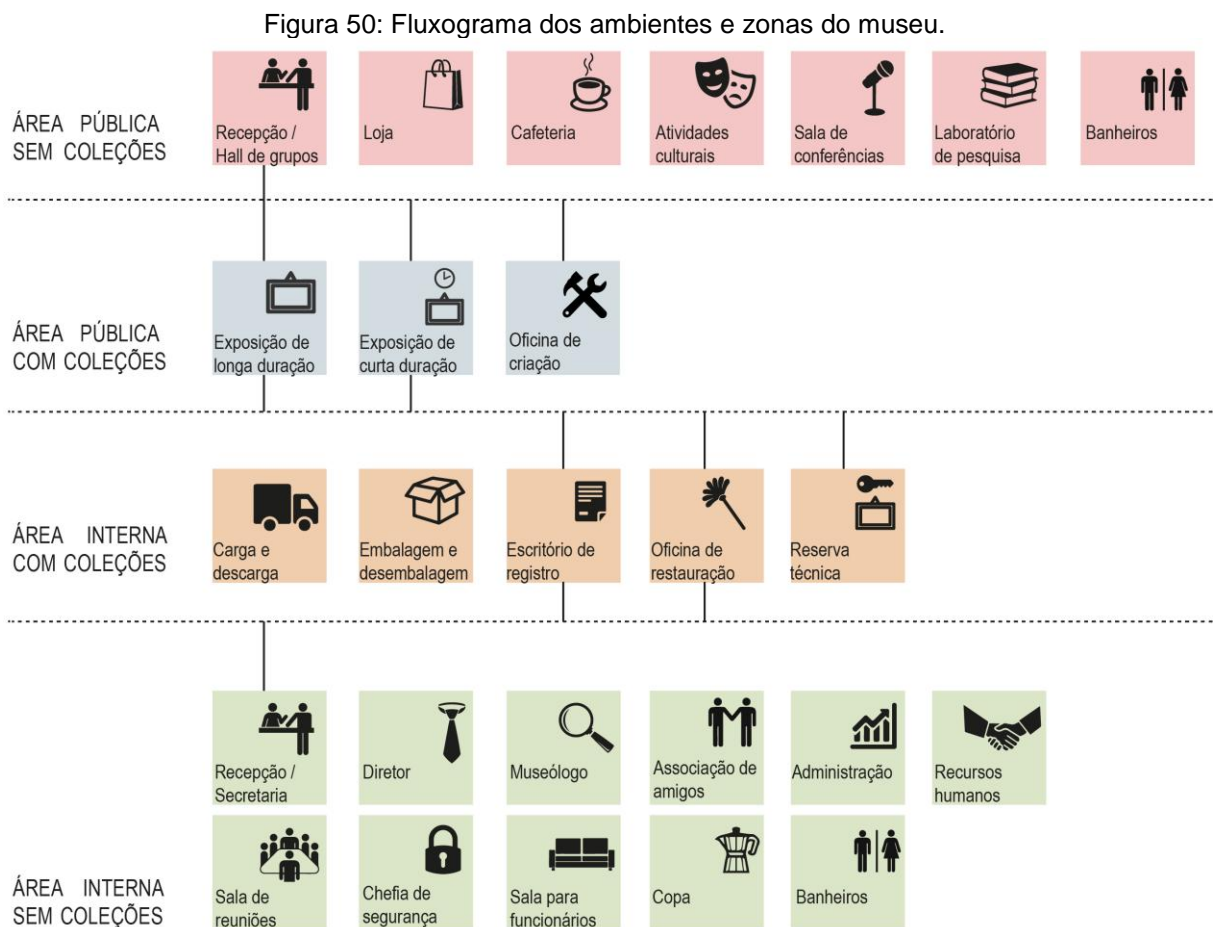 Figura 50: Fluxograma dos ambientes e zonas do museu.
ÁREA PÚBLICA
SEM COLEÇÕES
Recepção /
Hall de grupos
Loja
Cafeteria
Atividades
culturais
Sala de
conferências
Laboratório
de pesquisa
Banheiros
ÁREA PÚBLICA
COM COLEÇÕES
Exposição de
longa duração
Exposição de
curta duração
Oficina de
criação
ÁREA INTERNA
COM COLEÇÕES
Carga e
descarga
Embalagem e
desembalagem
Escritório de
registro
Oficina de
restauração
Reserva
técnica
Recepção /
Secretaria
Diretor
Museólogo
Associação de
amigos
Administração
Recursos
humanos
ÁREA INTERNA
SEM COLEÇÕES
Sala de
reuniões
Chefia de
segurança
Sala para
funcionários
Copa
Banheiros